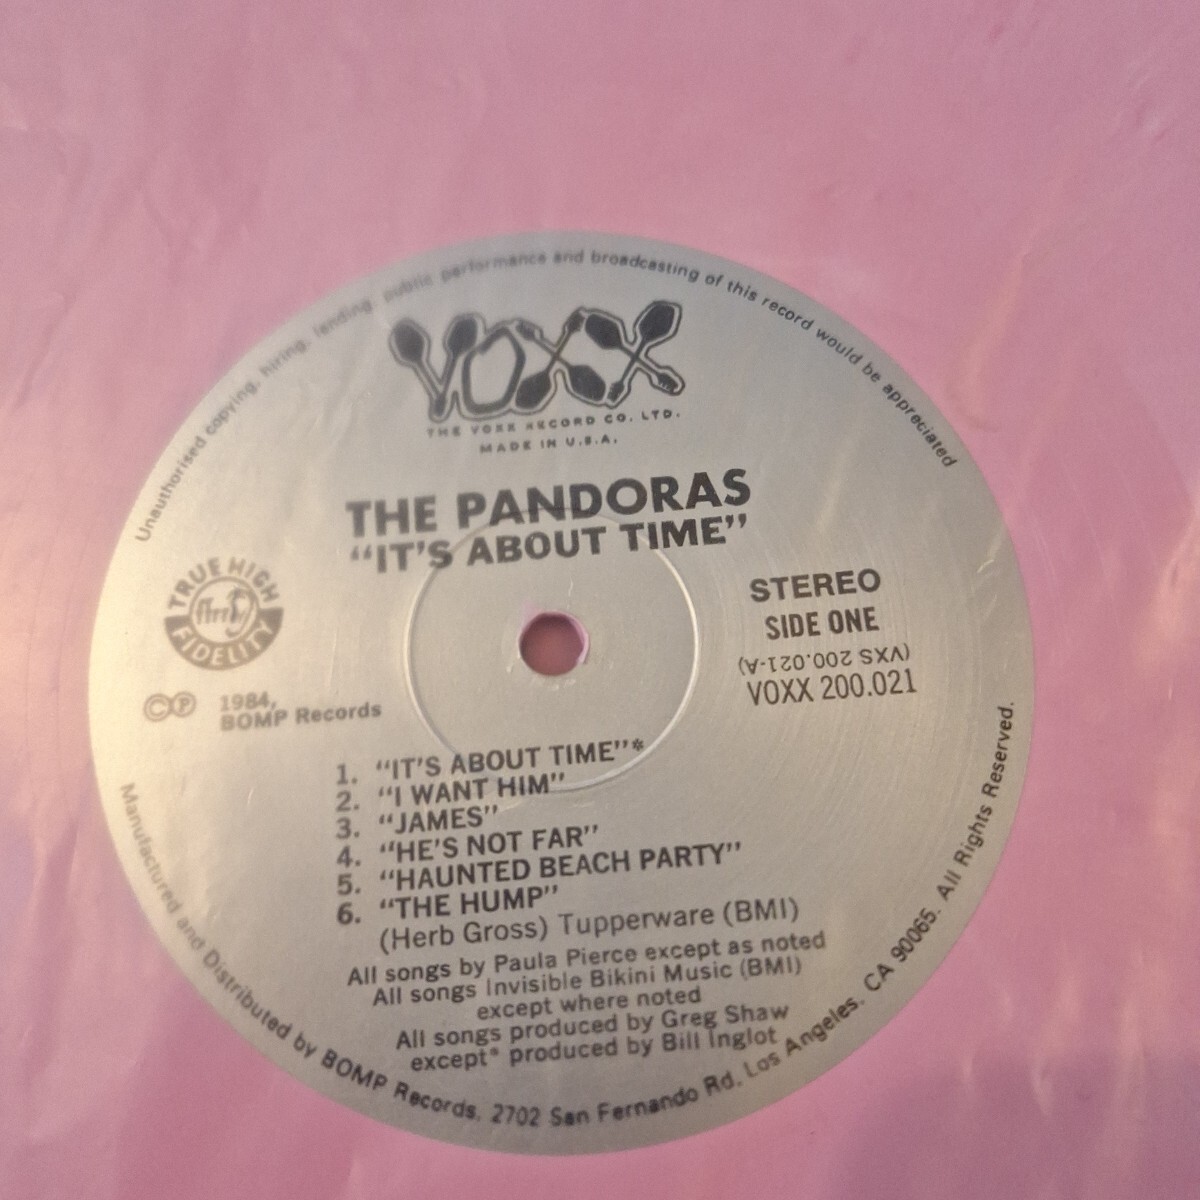 Unauthorised copying, hiring, lending, public performance and broadcasting of this record would be appreciated
VOXX
THE VOXX RECORD CO. LTD.
MADE IN U.S.A.
THE PANDORAS
"IT'S ABOUT TIME"
TRUE HIGH
FIDELITY
STEREO
SIDE ONE
(VXS 200.021-A)
VOXX 200.021
©℗ 1984,
BOMP Records
1. "IT'S ABOUT TIME"*
2. "I WANT HIM"
3. "JAMES"
4. "HE'S NOT FAR"
5. "HAUNTED BEACH PARTY"
6. "THE HUMP"
(Herb Gross) Tupperware (BMI)
All songs by Paula Pierce except as noted
All songs Invisible Bikini Music (BMI)
except where noted
All songs produced by Greg Shaw
except* produced by Bill Inglot
Manufactured and Distributed by BOMP Records, 2702 San Fernando Rd, Los Angeles, CA 90065. All Rights Reserved.